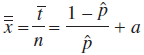 x̿ = t̅/n = (1 − p̂)/p̂ + a